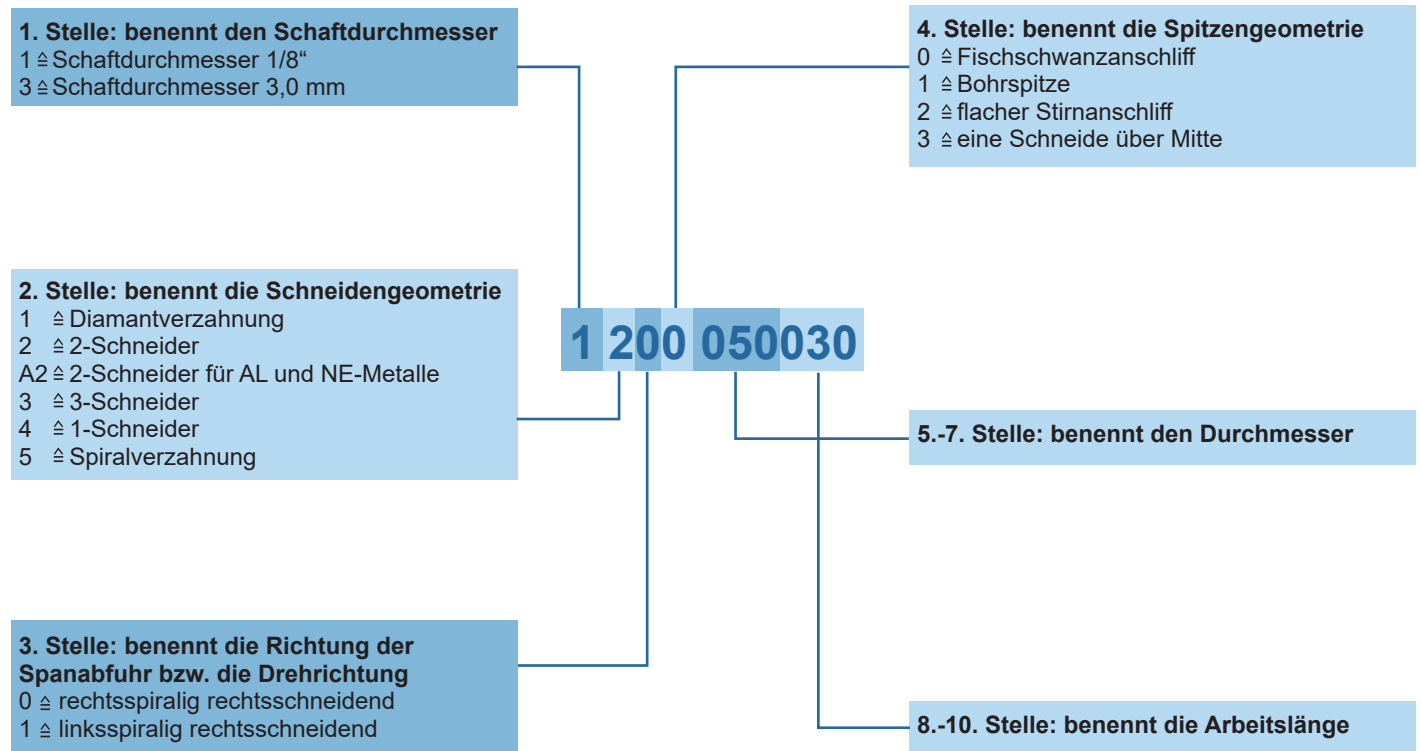 1. Stelle: benennt den Schaftdurchmesser
1 ≙ Schaftdurchmesser 1/8“
3 ≙ Schaftdurchmesser 3,0 mm
4. Stelle: benennt die Spitzengeometrie
0 ≙ Fischschwanzanschliff
1 ≙ Bohrspitze
2 ≙ flacher Stirnanschliff
3 ≙ eine Schneide über Mitte
2. Stelle: benennt die Schneidengeometrie
1 ≙ Diamantverzahnung
2 ≙ 2-Schneider
A2 ≙ 2-Schneider für AL und NE-Metalle
3 ≙ 3-Schneider
4 ≙ 1-Schneider
5 ≙ Spiralverzahnung
1 200 050030
5.-7. Stelle: benennt den Durchmesser
3. Stelle: benennt die Richtung der
Spanabfuhr bzw. die Drehrichtung
0 ≙ rechtsspiralig rechtsschneidend
1 ≙ linksspiralig rechtsschneidend
8.-10. Stelle: benennt die Arbeitslänge